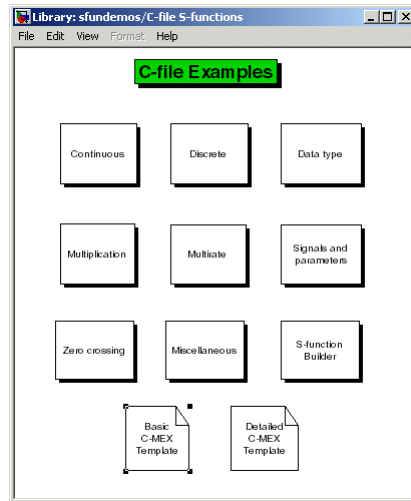 Library: sfundemos/C-file S-functions
File Edit View Format Help
C-file Examples
Continuous
Discrete
Data type
Multiplication
Multirate
Signals and
parameters
Zero crossing
Miscellaneous
S-function
Builder
Basic
C-MEX
Template
Detailed
C-MEX
Template